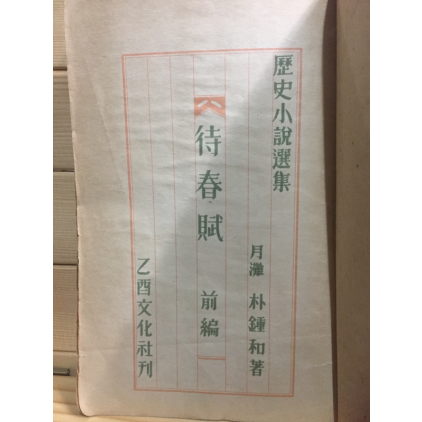 歷史小說選集
月灘 朴鍾和著
待春賦 前編
乙酉文化社刊